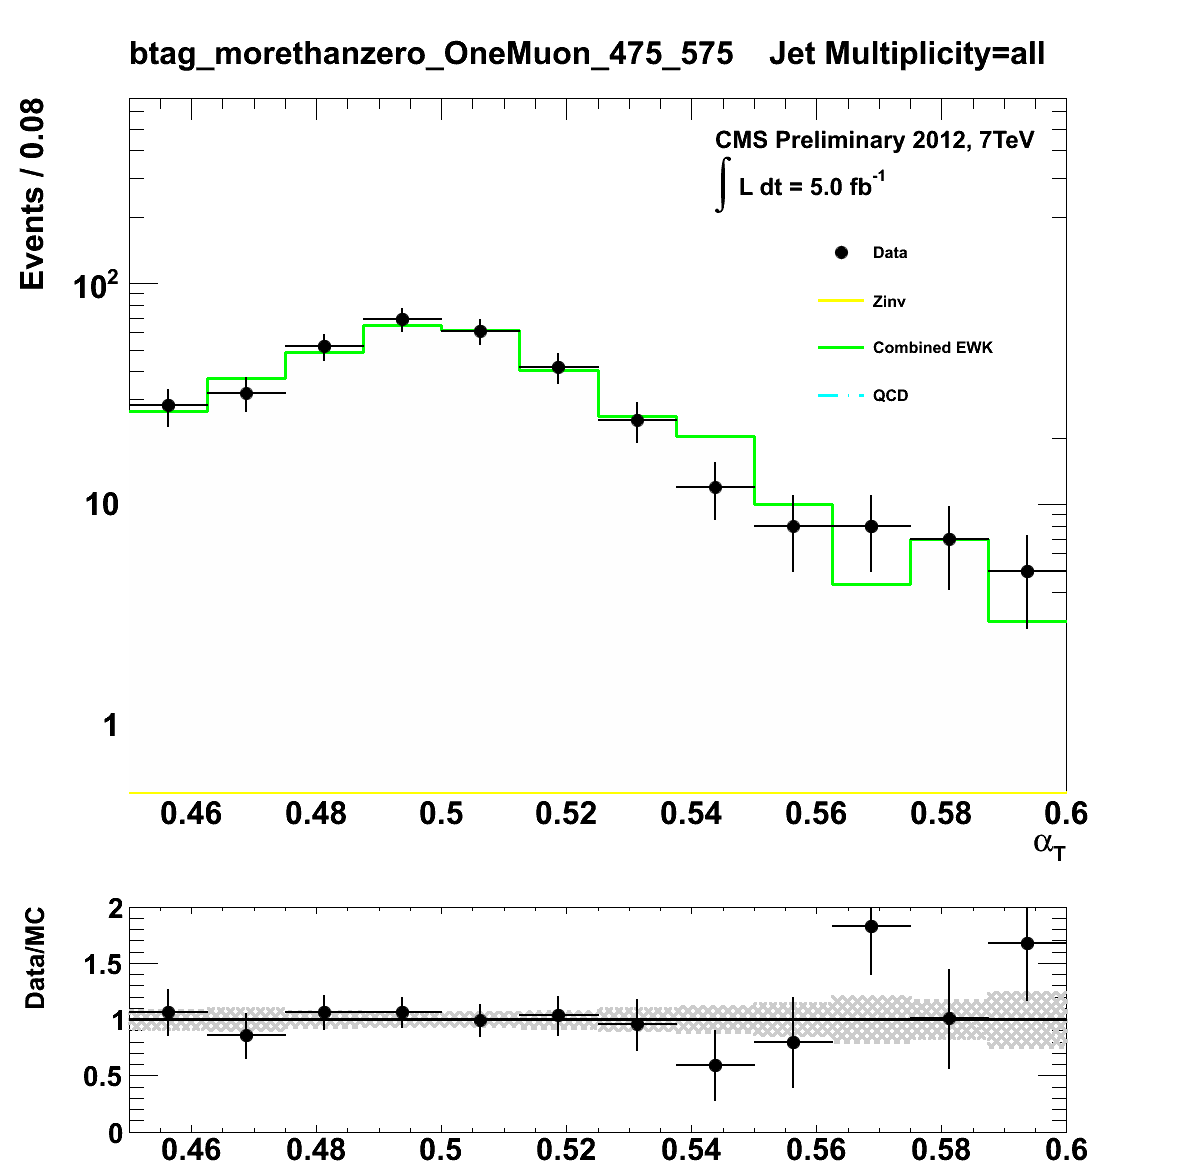 btag_morethanzero_OneMuon_475_575 Jet Multiplicity=all
Events / 0.08
CMS Preliminary 2012, 7TeV
∫ L dt = 5.0 fb⁻¹
Data
Zinv
Combined EWK
QCD
10²
10
1
0.46 0.48 0.5 0.52 0.54 0.56 0.58 0.6
α_T
Data/MC
2
1.5
1
0.5
0
0.46 0.48 0.5 0.52 0.54 0.56 0.58 0.6